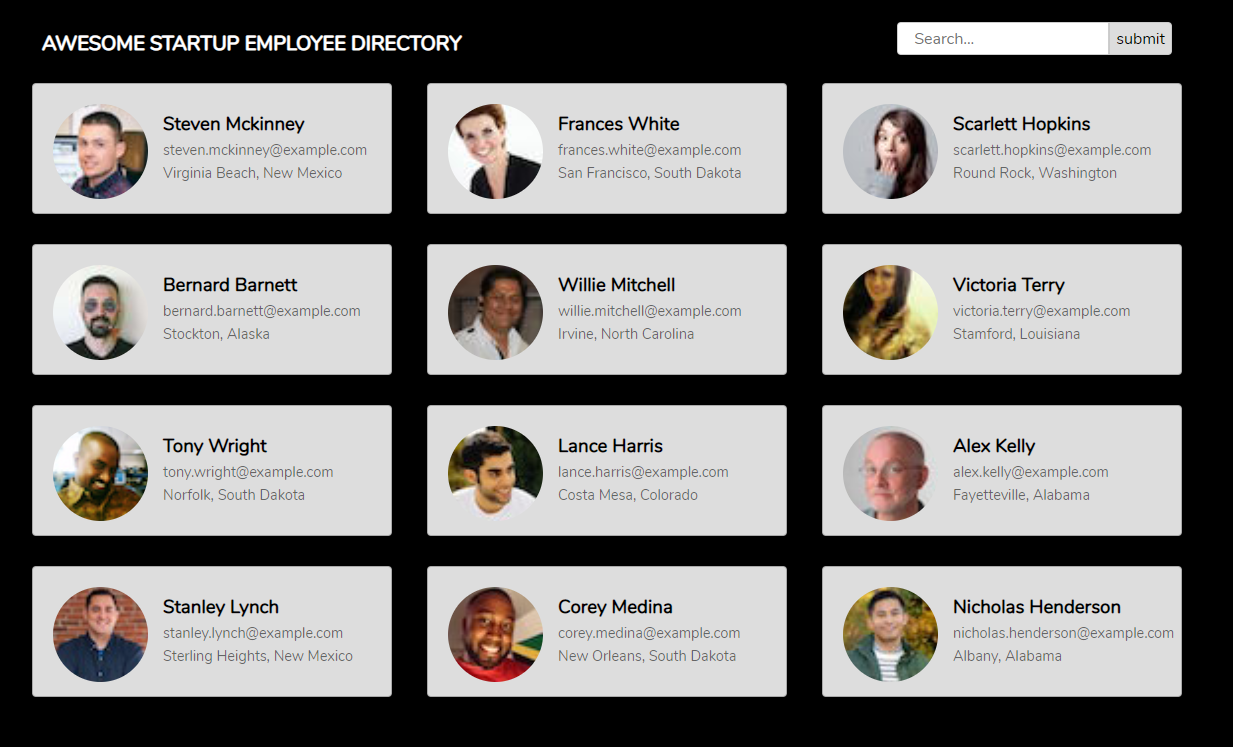 AWESOME STARTUP EMPLOYEE DIRECTORY
Search...
submit
Steven Mckinney
steven.mckinney@example.com
Virginia Beach, New Mexico
Frances White
frances.white@example.com
San Francisco, South Dakota
Scarlett Hopkins
scarlett.hopkins@example.com
Round Rock, Washington
Bernard Barnett
bernard.barnett@example.com
Stockton, Alaska
Willie Mitchell
willie.mitchell@example.com
Irvine, North Carolina
Victoria Terry
victoria.terry@example.com
Stamford, Louisiana
Tony Wright
tony.wright@example.com
Norfolk, South Dakota
Lance Harris
lance.harris@example.com
Costa Mesa, Colorado
Alex Kelly
alex.kelly@example.com
Fayetteville, Alabama
Stanley Lynch
stanley.lynch@example.com
Sterling Heights, New Mexico
Corey Medina
corey.medina@example.com
New Orleans, South Dakota
Nicholas Henderson
nicholas.henderson@example.com
Albany, Alabama